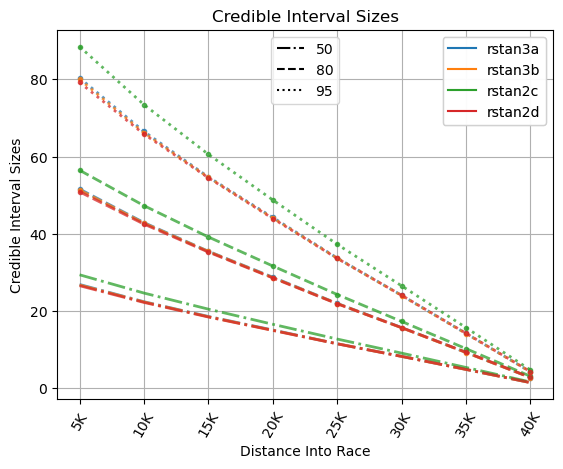 Credible Interval Sizes
50
80
95
rstan3a
rstan3b
rstan2c
rstan2d
Credible Interval Sizes
80
60
40
20
0
5K
10K
15K
20K
25K
30K
35K
40K
Distance Into Race